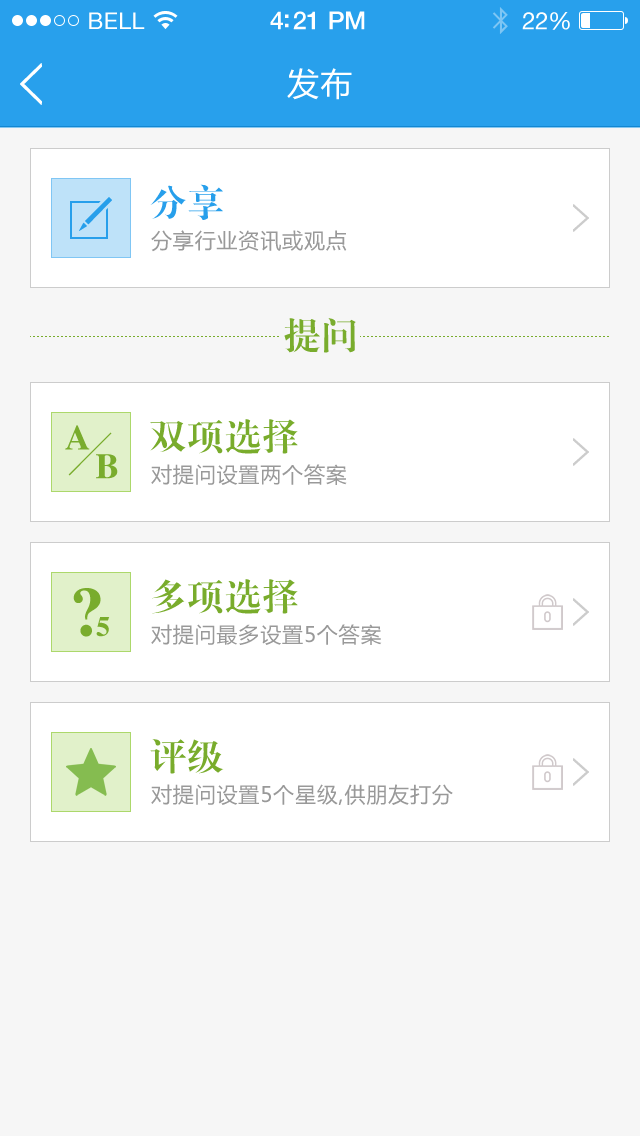 BELL 4:21 PM 22%
发布
分享
分享行业资讯或观点
提问
A/B
双项选择
对提问设置两个答案
?5
多项选择
对提问最多设置5个答案
0
评级
对提问设置5个星级,供朋友打分
0